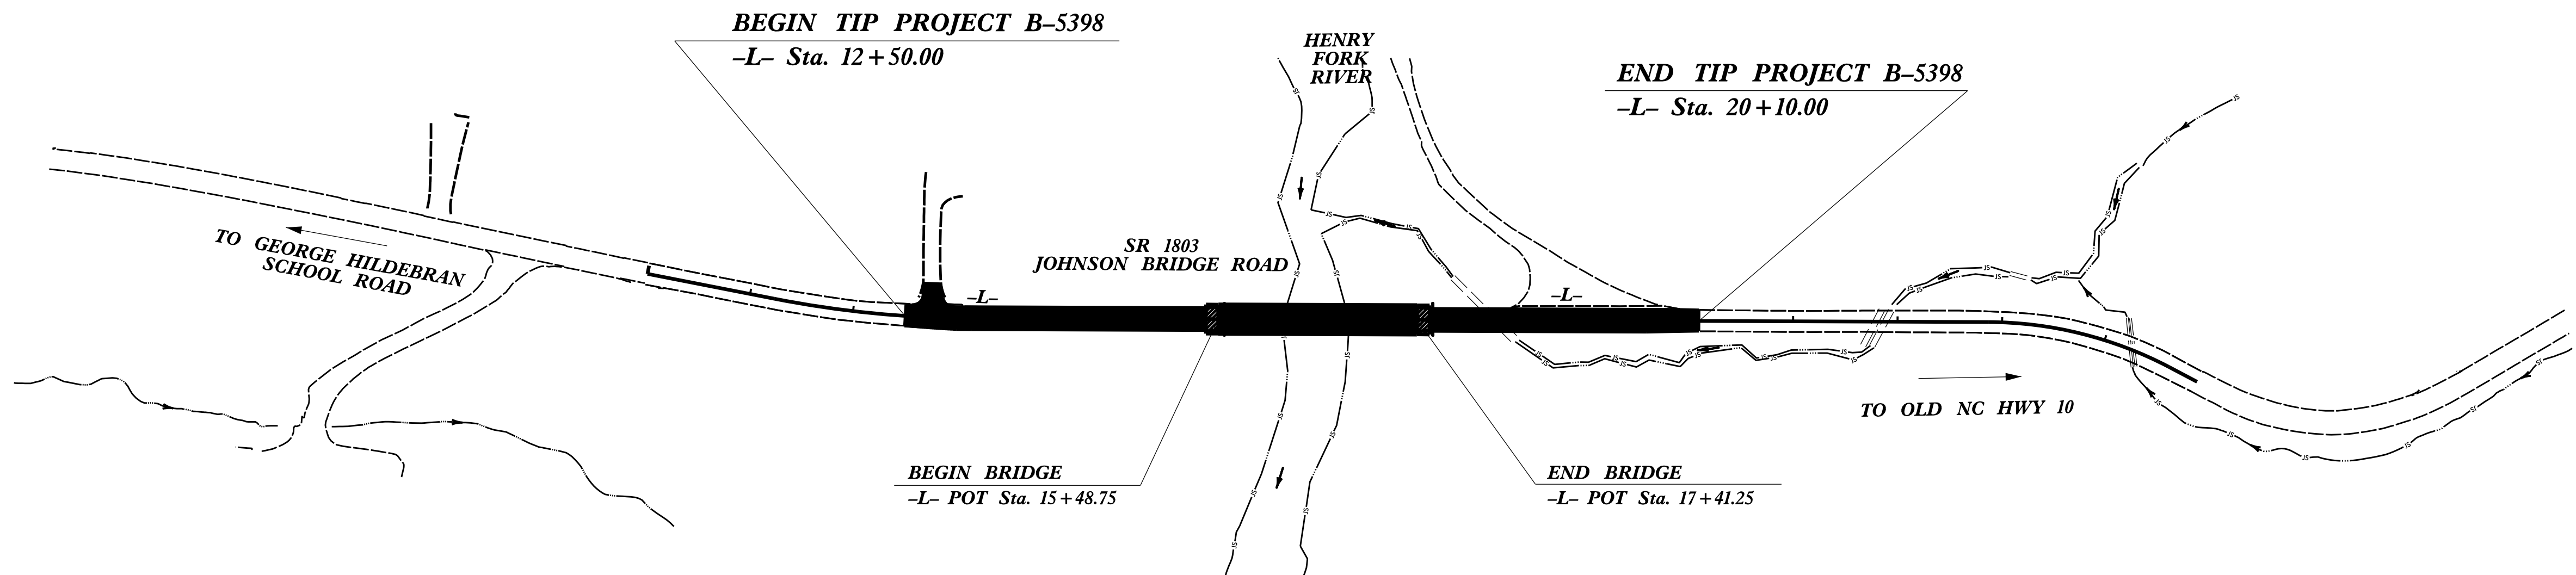 BEGIN TIP PROJECT B–5398
–L– Sta. 12+50.00
HENRY
FORK
RIVER
END TIP PROJECT B–5398
–L– Sta. 20+10.00
TO GEORGE HILDEBRAN
SCHOOL ROAD
SR 1803
JOHNSON BRIDGE ROAD
–L–
–L–
TO OLD NC HWY 10
BEGIN BRIDGE
–L– POT Sta. 15+48.75
END BRIDGE
–L– POT Sta. 17+41.25